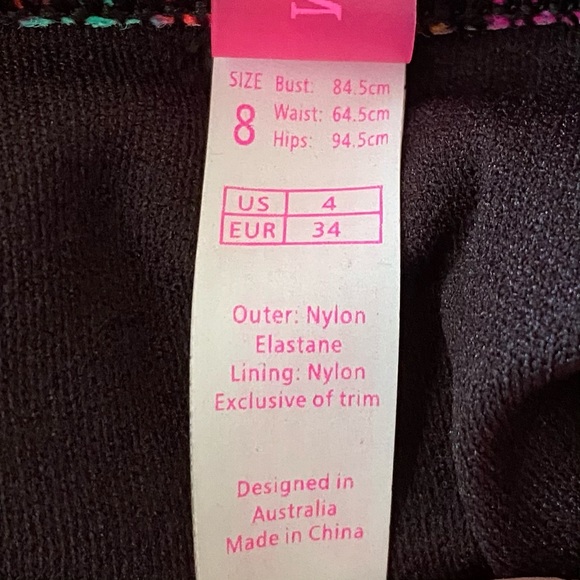 SIZE Bust: 84.5cm
8 Waist: 64.5cm
Hips: 94.5cm
US 4
EUR 34
Outer: Nylon
Elastane
Lining: Nylon
Exclusive of trim
Designed in
Australia
Made in China